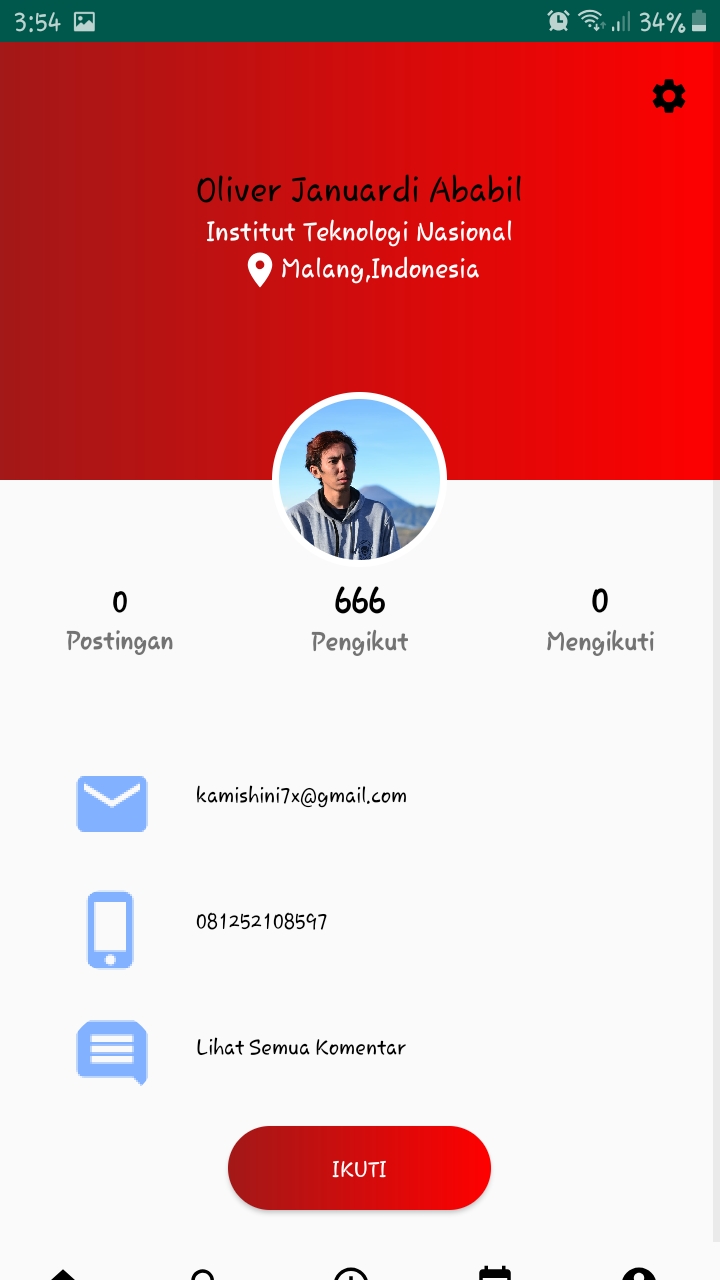 3:54 34%
Oliver Januardi Ababil
Institut Teknologi Nasional
Malang,Indonesia
0 666 0
Postingan Pengikut Mengikuti
kamishini7x@gmail.com
081252108597
Lihat Semua Komentar
IKUTI